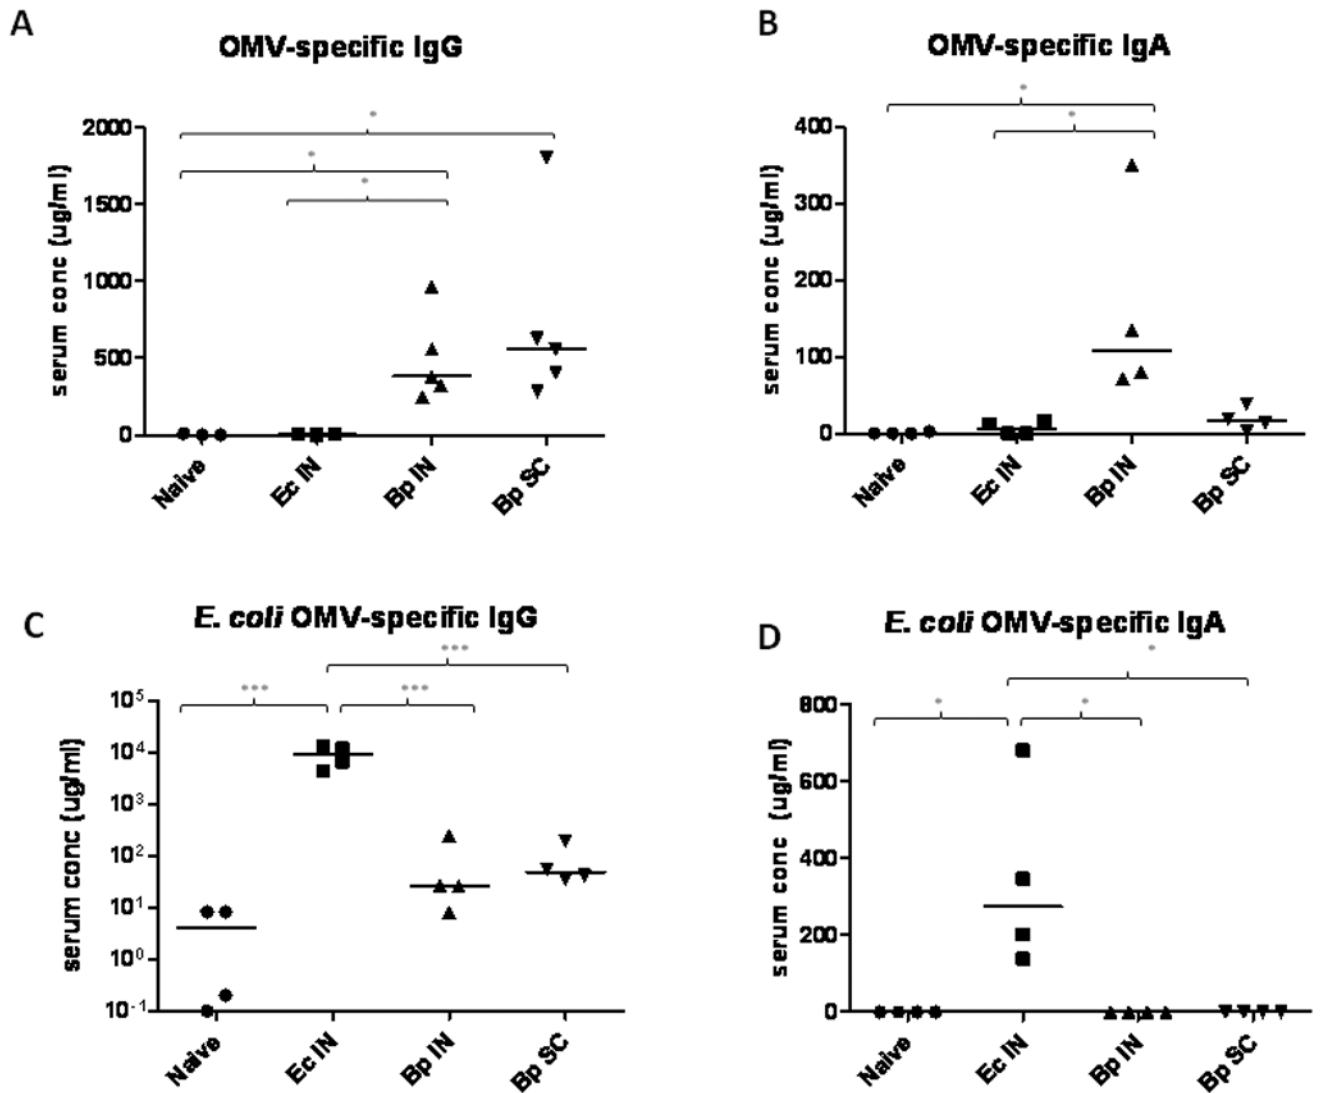 A
OMV-specific IgG
serum conc (ug/ml)
2000
1500
1000
500
0
*
*
*
Naive
Ec IN
Bp IN
Bp SC
B
OMV-specific IgA
serum conc (ug/ml)
400
300
200
100
0
*
*
Naive
Ec IN
Bp IN
Bp SC
C
E. coli OMV-specific IgG
serum conc (ug/ml)
10⁵
10⁴
10³
10²
10¹
10⁰
10⁻¹
***
***
***
Naive
Ec IN
Bp IN
Bp SC
D
E. coli OMV-specific IgA
serum conc (ug/ml)
800
600
400
200
0
*
*
*
Naive
Ec IN
Bp IN
Bp SC